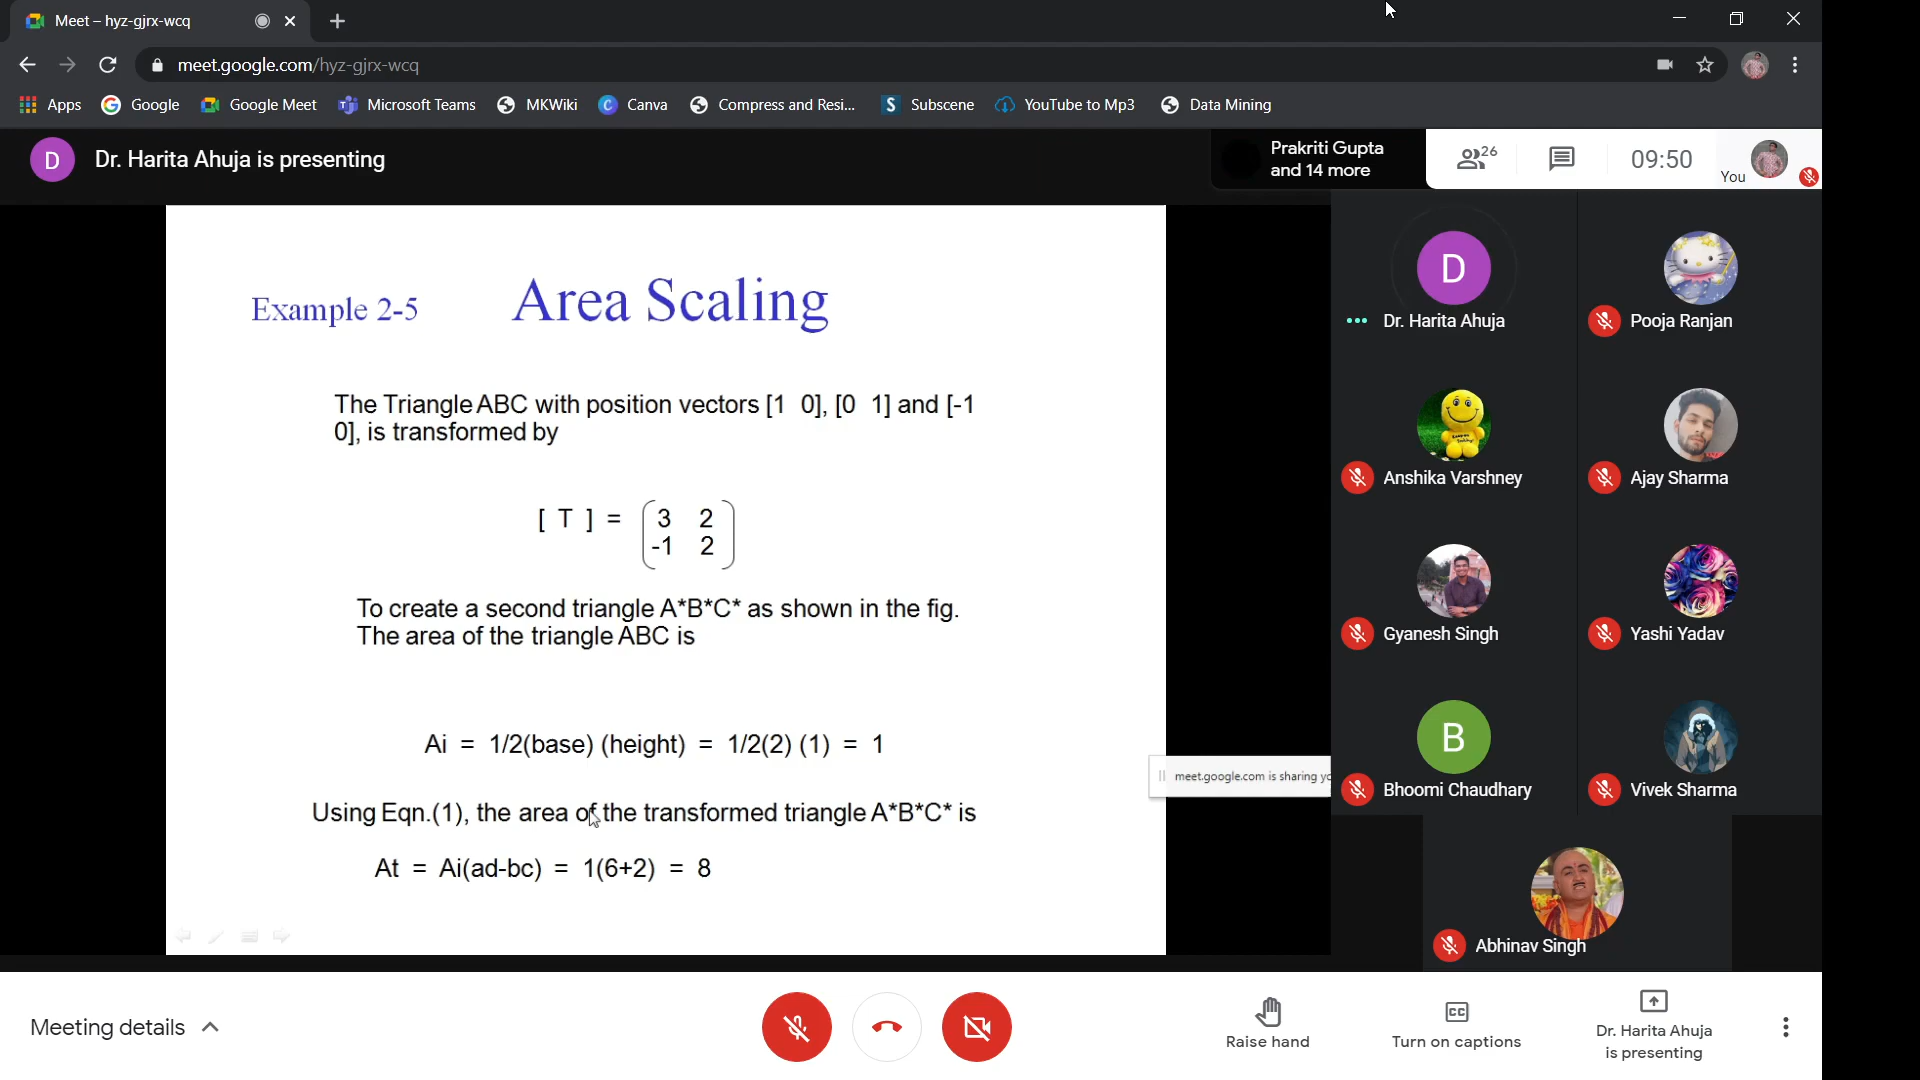 Meet – hyz-gjrx-wcq
meet.google.com/hyz-gjrx-wcq
Apps Google Google Meet Microsoft Teams MKWiki Canva Compress and Resi... Subscene YouTube to Mp3 Data Mining
D Dr. Harita Ahuja is presenting
Prakriti Gupta
and 14 more
26
09:50
You
Example 2-5 Area Scaling
The Triangle ABC with position vectors [1 0], [0 1] and [-1
0], is transformed by
[ T ] = 3 2
-1 2
To create a second triangle A*B*C* as shown in the fig.
The area of the triangle ABC is
Ai = 1/2(base) (height) = 1/2(2) (1) = 1
Using Eqn.(1), the area of the transformed triangle A*B*C* is
At = Ai(ad-bc) = 1(6+2) = 8
meet.google.com is sharing yo
D
Dr. Harita Ahuja
Pooja Ranjan
Anshika Varshney
Ajay Sharma
Gyanesh Singh
Yashi Yadav
B
Bhoomi Chaudhary
Vivek Sharma
Abhinav Singh
Meeting details
Raise hand
Turn on captions
Dr. Harita Ahuja
is presenting